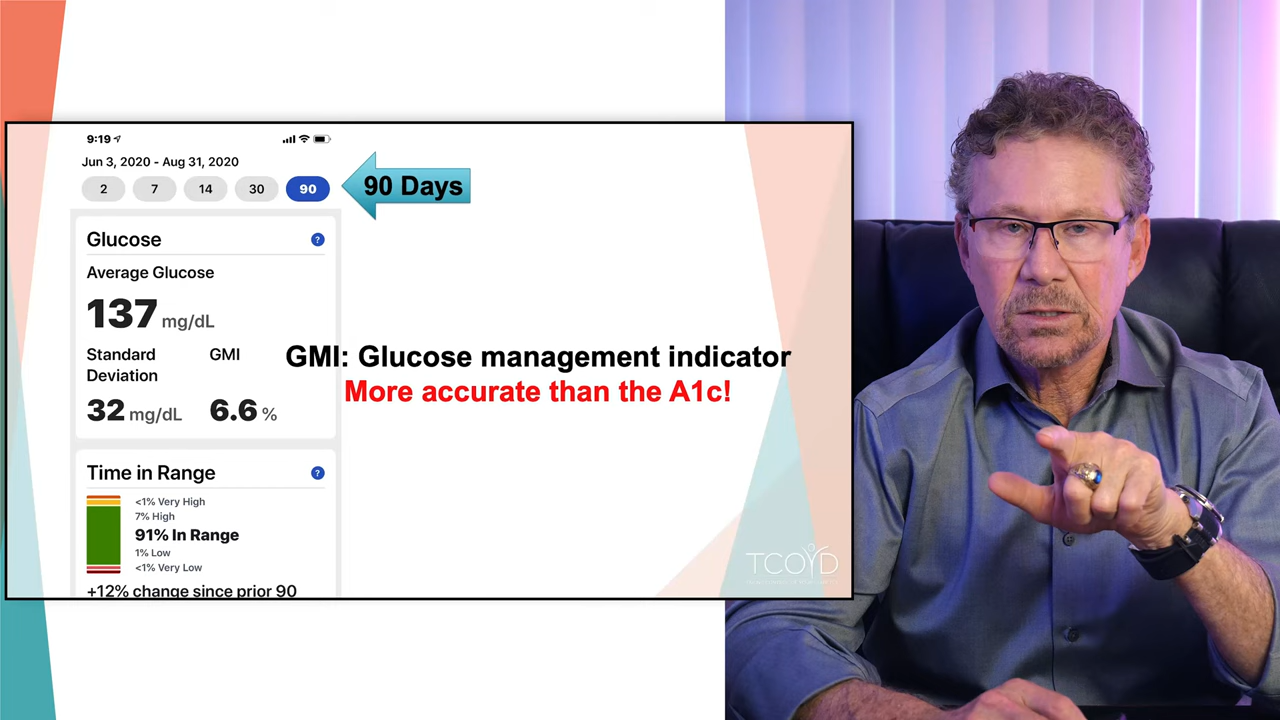 9:19
Jun 3, 2020 - Aug 31, 2020
2 7 14 30 90
90 Days
Glucose
?
Average Glucose
137 mg/dL
Standard Deviation
GMI
32 mg/dL
6.6 %
GMI: Glucose management indicator
More accurate than the A1c!
Time in Range
?
<1% Very High
7% High
91% In Range
1% Low
<1% Very Low
+12% change since prior 90
TCOYD